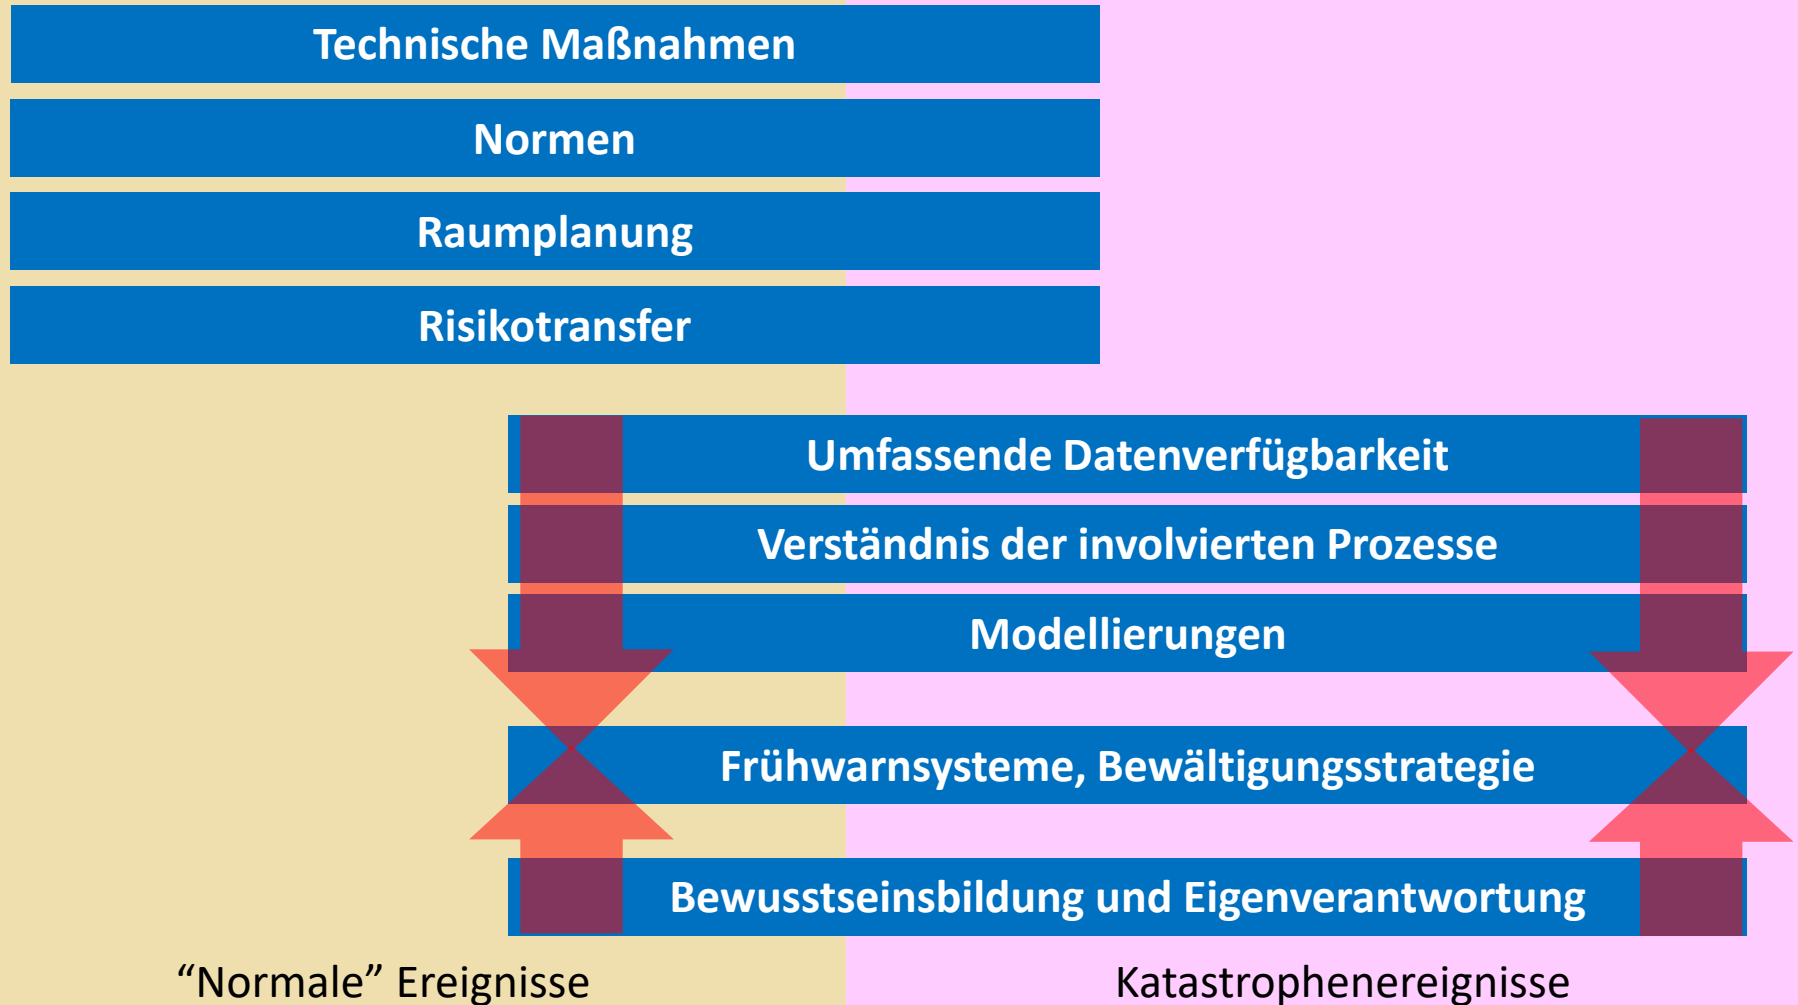 Technische Maßnahmen
Normen
Raumplanung
Risikotransfer
Umfassende Datenverfügbarkeit
Verständnis der involvierten Prozesse
Modellierungen
Frühwarnsysteme, Bewältigungsstrategie
Bewusstseinsbildung und Eigenverantwortung
“Normale” Ereignisse
Katastrophenereignisse